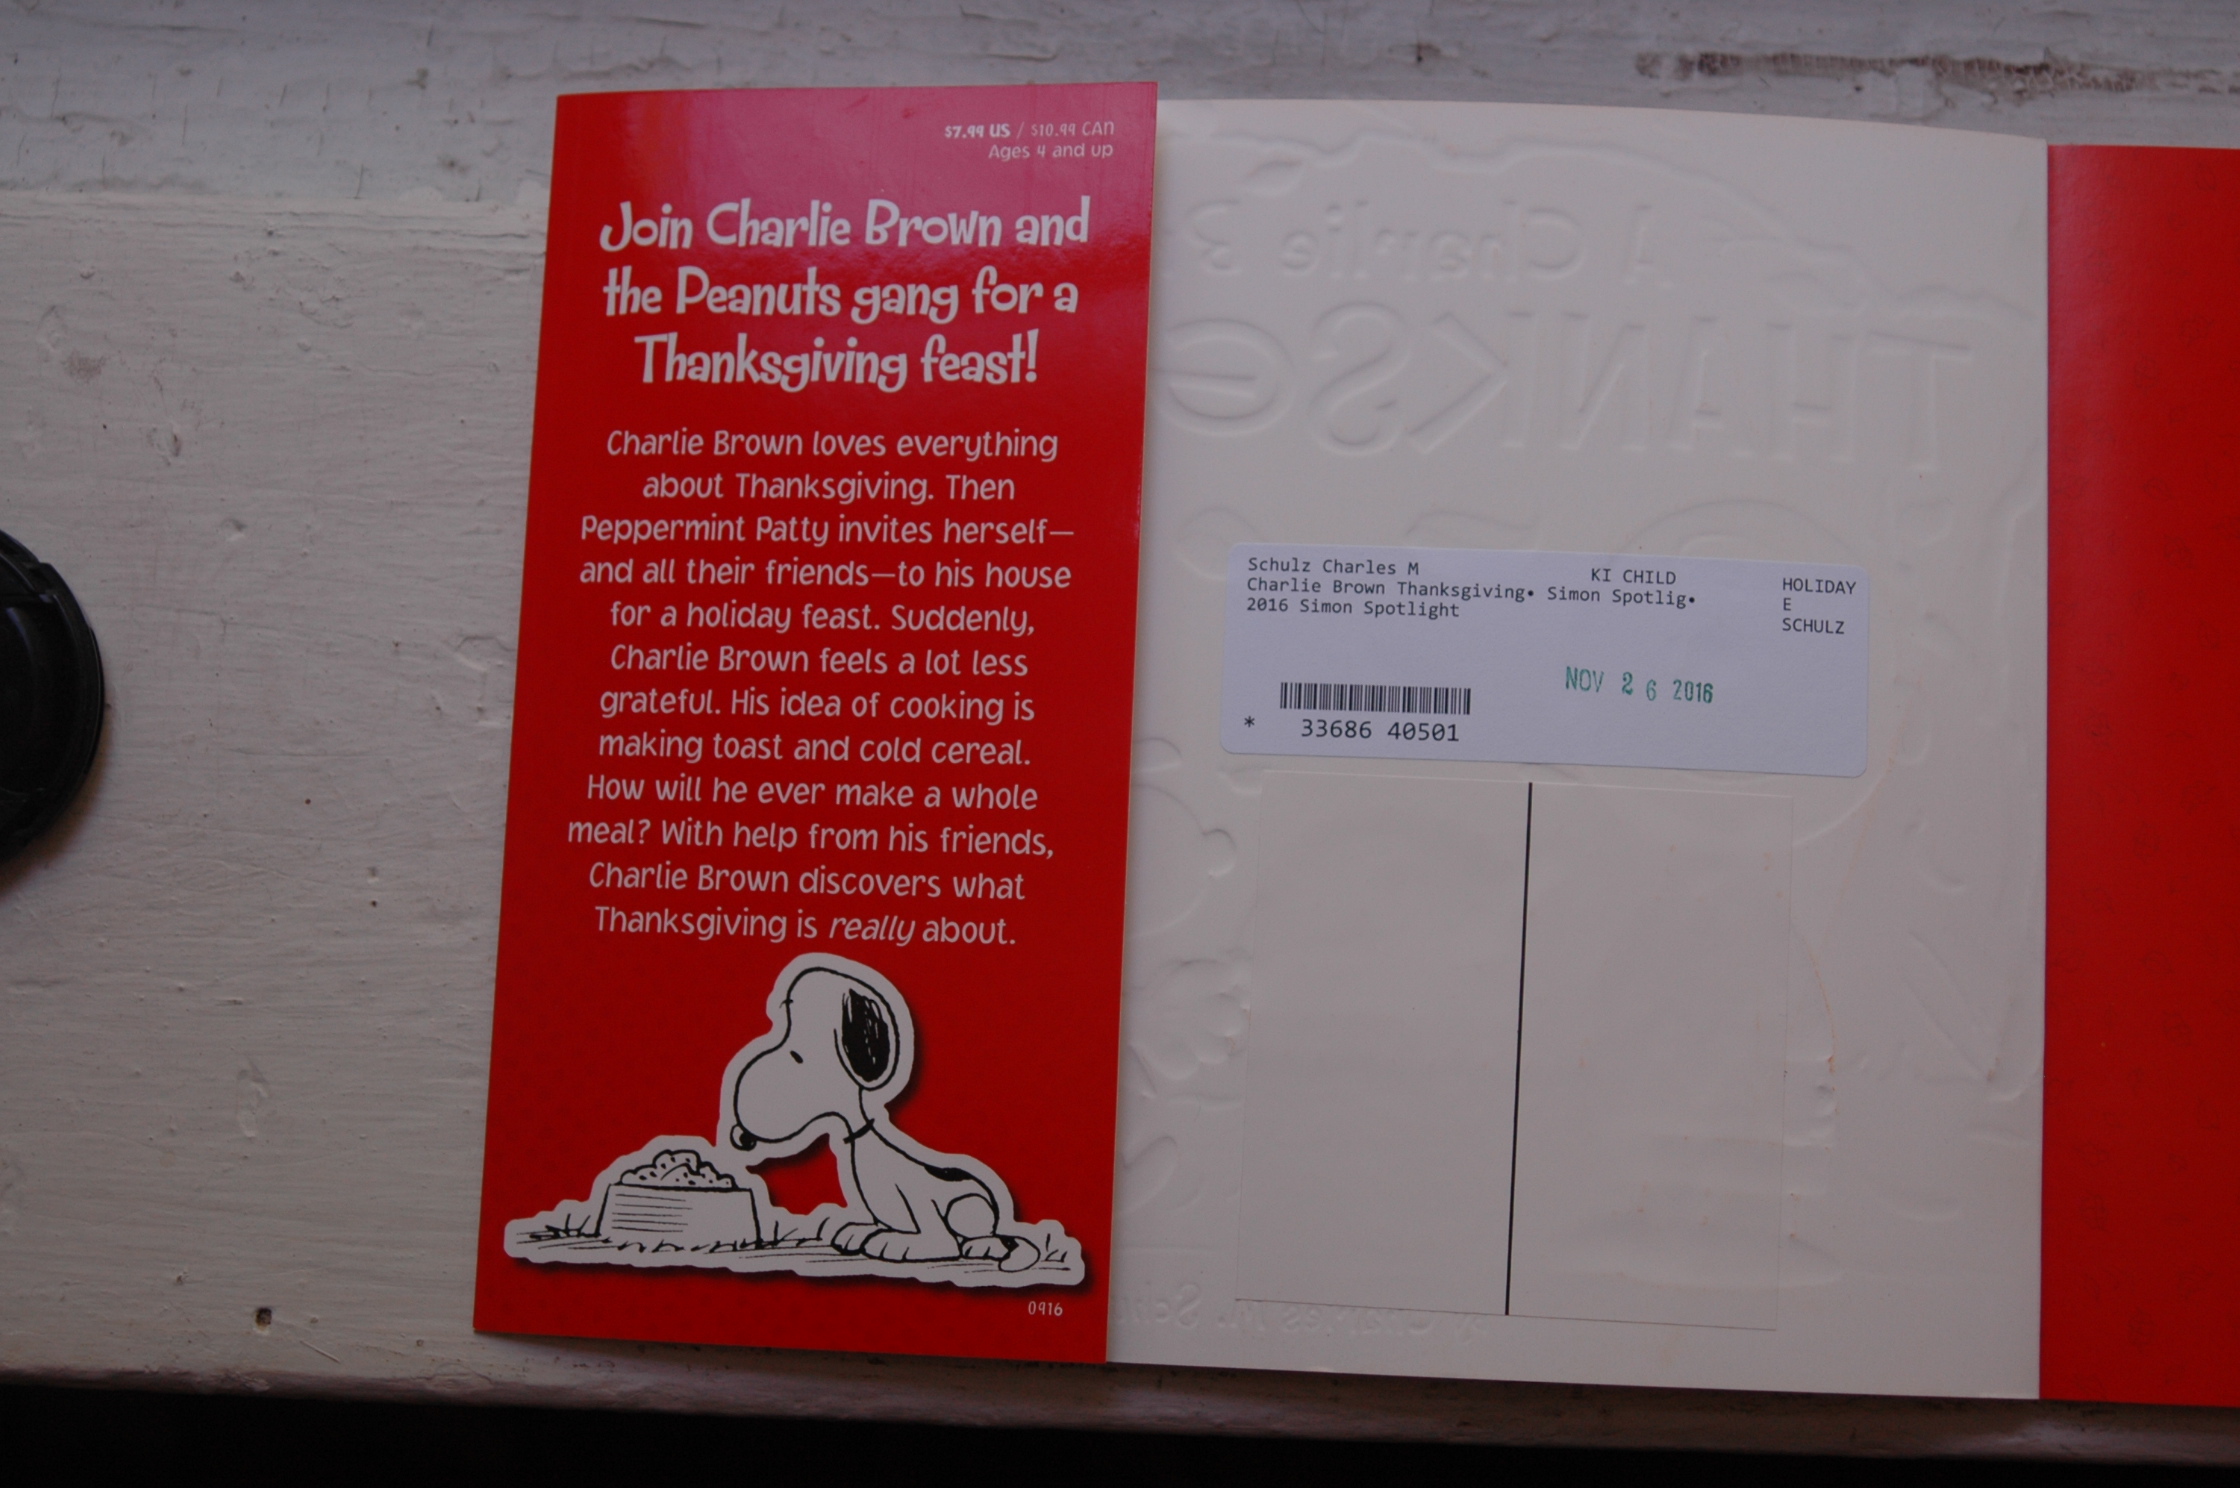 $7.99 US / $10.99 CAN
Ages 4 and up
Join Charlie Brown and
the Peanuts gang for a
Thanksgiving feast!
Charlie Brown loves everything
about Thanksgiving. Then
Peppermint Patty invites herself—
and all their friends—to his house
for a holiday feast. Suddenly,
Charlie Brown feels a lot less
grateful. His idea of cooking is
making toast and cold cereal.
How will he ever make a whole
meal? With help from his friends,
Charlie Brown discovers what
Thanksgiving is really about.
0916
A Charlie B
THANKSG
Schulz Charles M KI CHILD HOLIDAY
Charlie Brown Thanksgiving• Simon Spotlig• E
2016 Simon Spotlight SCHULZ
NOV 26 2016
* 33686 40501
Charles M. Sch